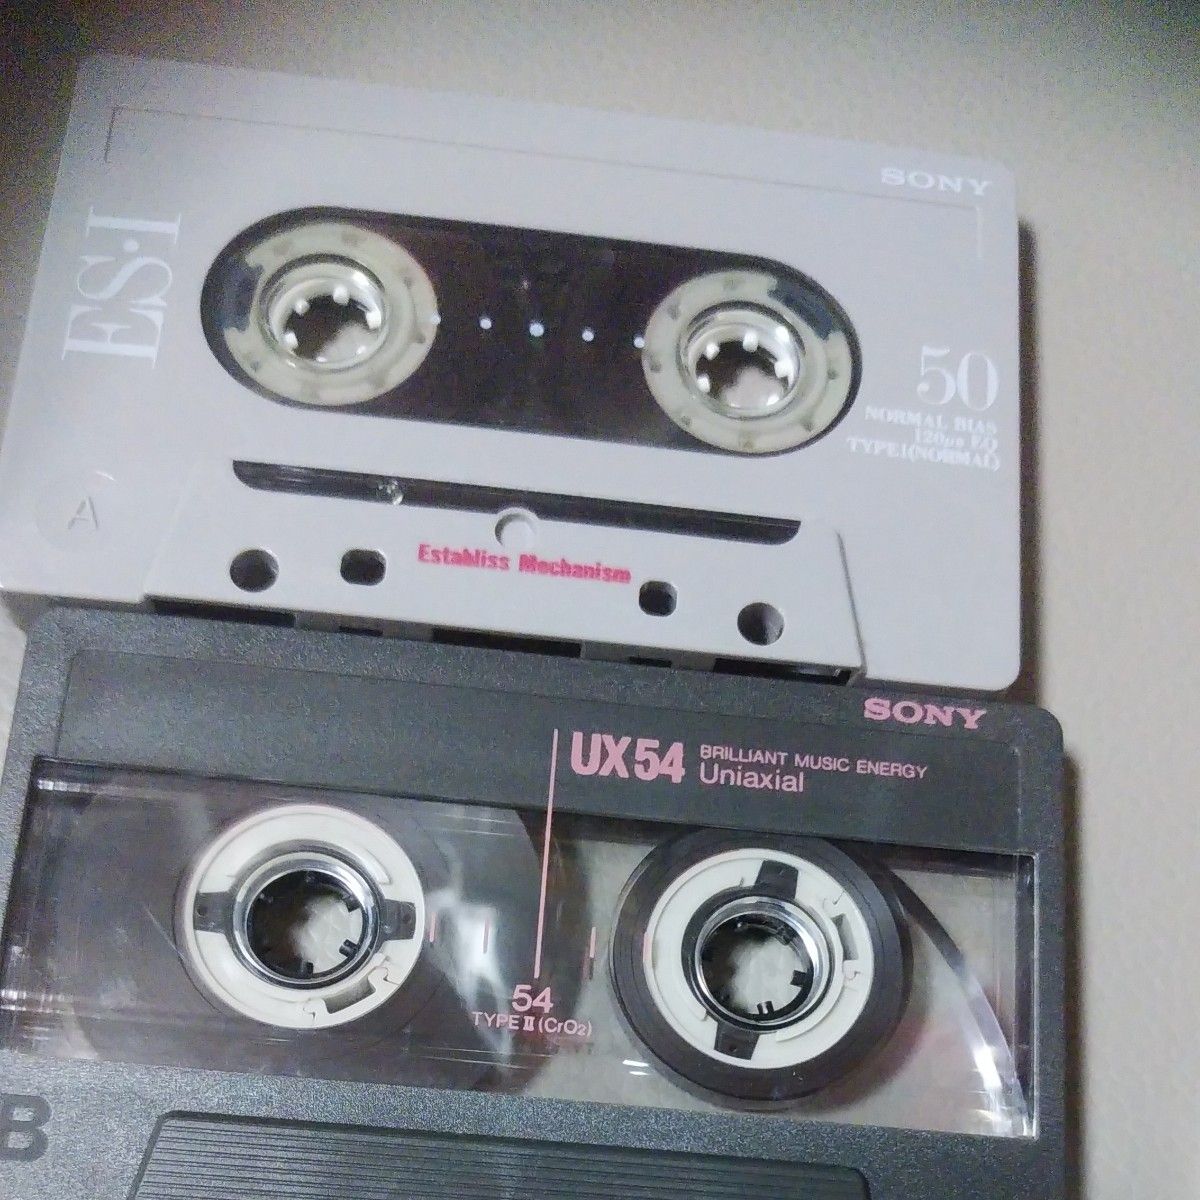 SONY
ES·I
50
NORMAL BIAS
120µs EQ
TYPE I (NORMAL)
A
Establiss Mechanism
SONY
UX54 BRILLIANT MUSIC ENERGY
Uniaxial
54
TYPE II (CrO2)
B